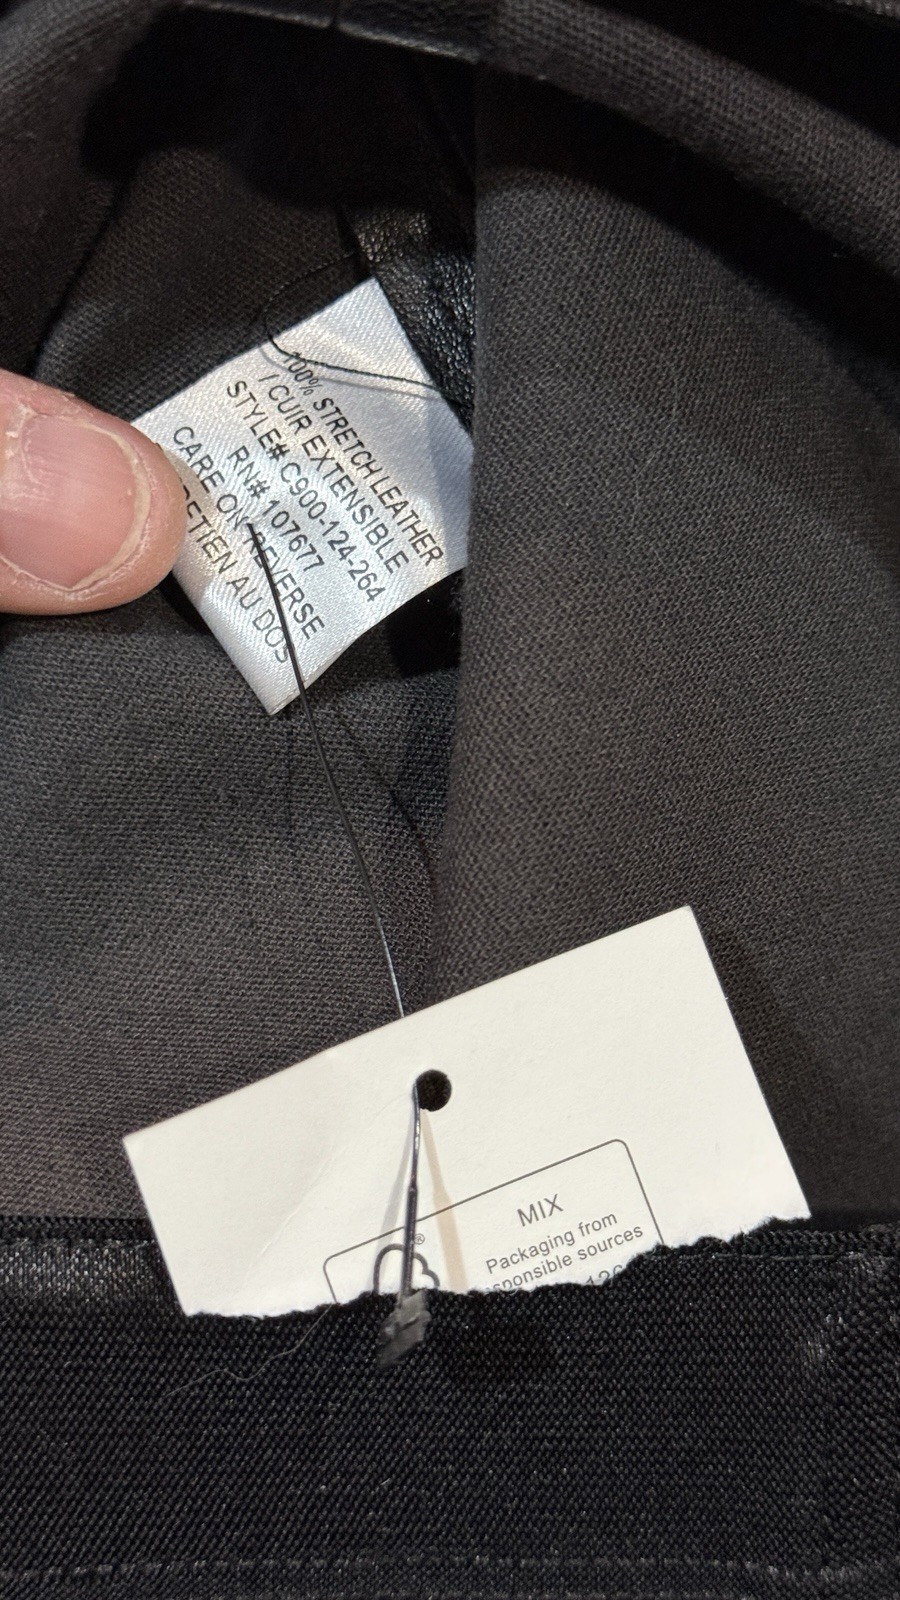 100% STRETCH LEATHER
/ CUIR EXTENSIBLE
STYLE# C900-124-264
RN# 107677
CARE ON REVERSE
RETIEN AU DOS
®
MIX
Packaging from
sponsible sources